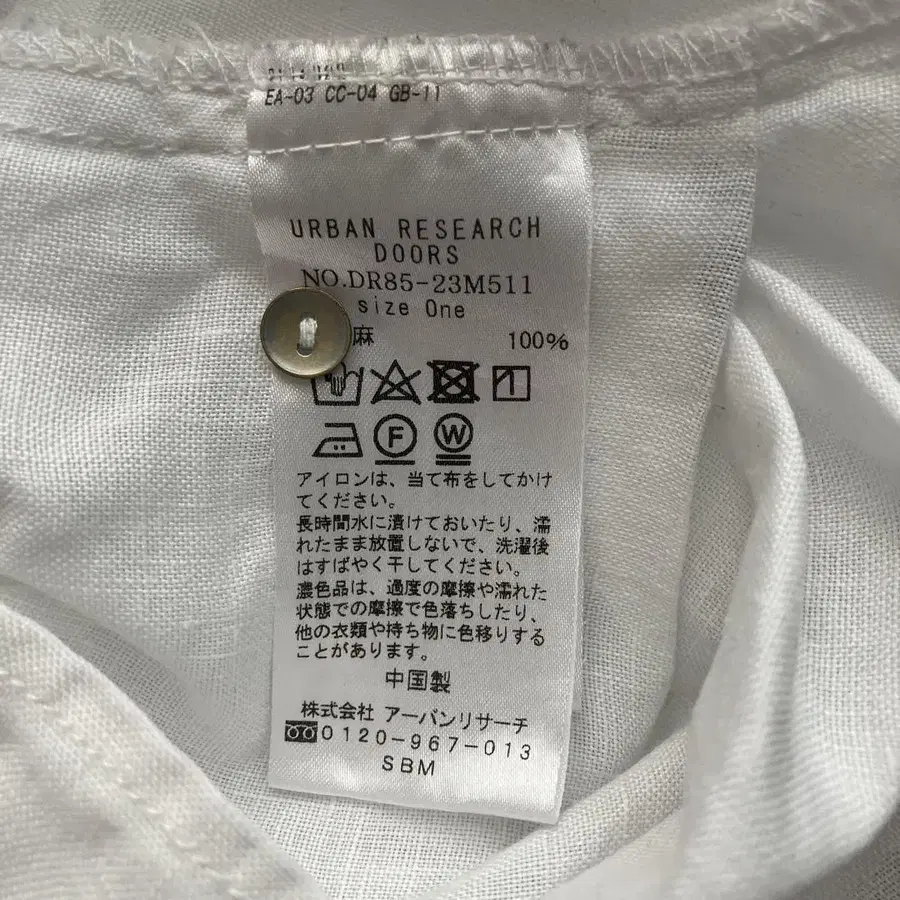 EA-03 CC-04 GB-11
URBAN RESEARCH
DOORS
NO.DR85-23M511
size One
麻 100%
F W
アイロンは、当て布をしてかけ
てください。
長時間水に漬けておいたり、濡
れたまま放置しないで、洗濯後
はすばやく干してください。
濃色品は、過度の摩擦や濡れた
状態での摩擦で色落ちしたり、
他の衣類や持ち物に色移りする
ことがあります。
中国製
株式会社 アーバンリサーチ
0120-967-013
SBM